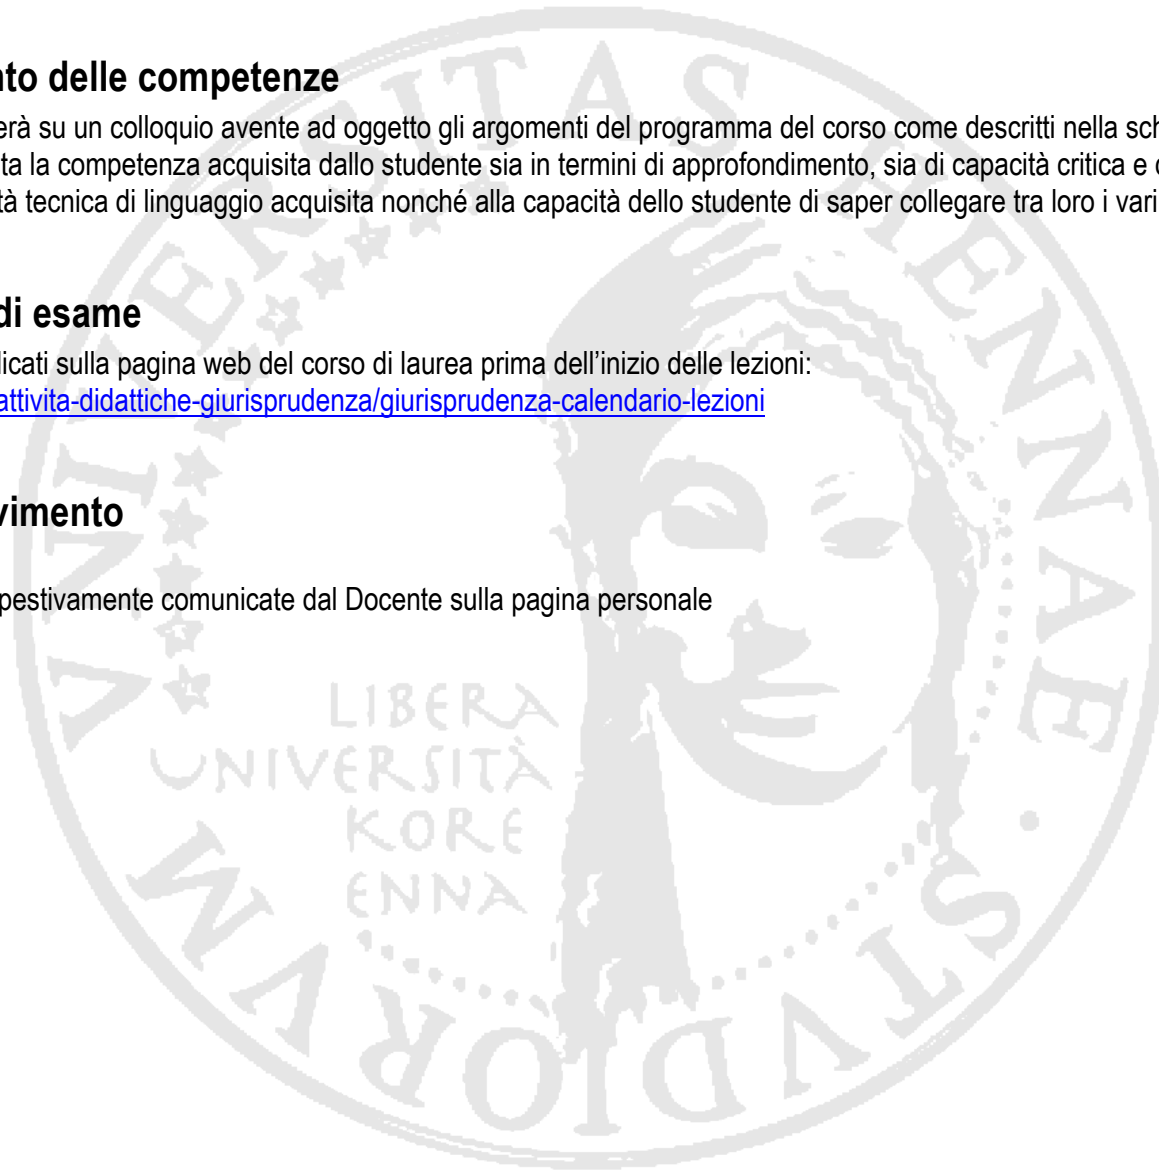 nto delle competenze
erà su un colloquio avente ad oggetto gli argomenti del programma del corso come descritti nella sch
ta la competenza acquisita dallo studente sia in termini di approfondimento, sia di capacità critica e
tà tecnica di linguaggio acquisita nonché alla capacità dello studente di saper collegare tra loro i vari
di esame
licati sulla pagina web del corso di laurea prima dell’inizio delle lezioni:
attivita-didattiche-giurisprudenza/giurisprudenza-calendario-lezioni
vimento
pestivamente comunicate dal Docente sulla pagina personale
LIBERA
UNIVERSITÀ
KORE
ENNA
VNIVERSITAS HENNAE · STVDIORVM